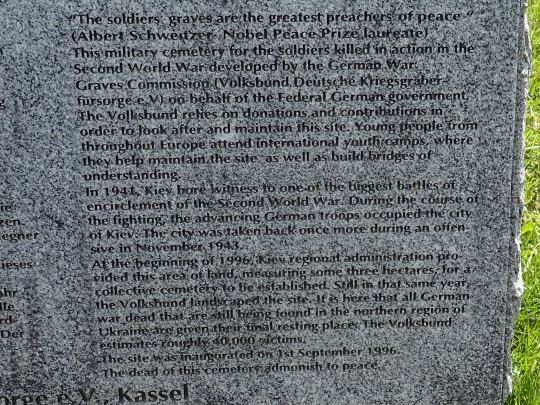 "The soldiers' graves are the greatest preachers of peace."
(Albert Schweitzer, Nobel Peace Prize laureate)
This military cemetery for the soldiers killed in action in the
Second World War developed by the German War
Graves Commission (Volksbund Deutsche Kriegsgräber-
fürsorge e.V.) on behalf of the Federal German government.
The Volksbund relies on donations and contributions in
order to look after and maintain this site. Young people from
throughout Europe attend international youth camps, where
they help maintain the site as well as build bridges of
understanding.
In 1941, Kiev bore witness to one of the biggest battles of
encirclement of the Second World War. During the course of
the fighting, the advancing German troops occupied the city
of Kiev. The city was taken back once more during an offen-
sive in November 1943.
At the beginning of 1996, Kiev regional administration pro-
vided this area of land, measuring some three hectares, for a
collective cemetery to be established. Still in that same year,
the Volksbund landscaped the site. It is here that all German
war dead that are still being found in the northern region of
Ukraine are given their final resting place. The Volksbund
estimates roughly 40,000 victims.
The site was inaugurated on 1st September 1996.
The dead of this cemetery admonish to peace.
orge e.V., Kassel